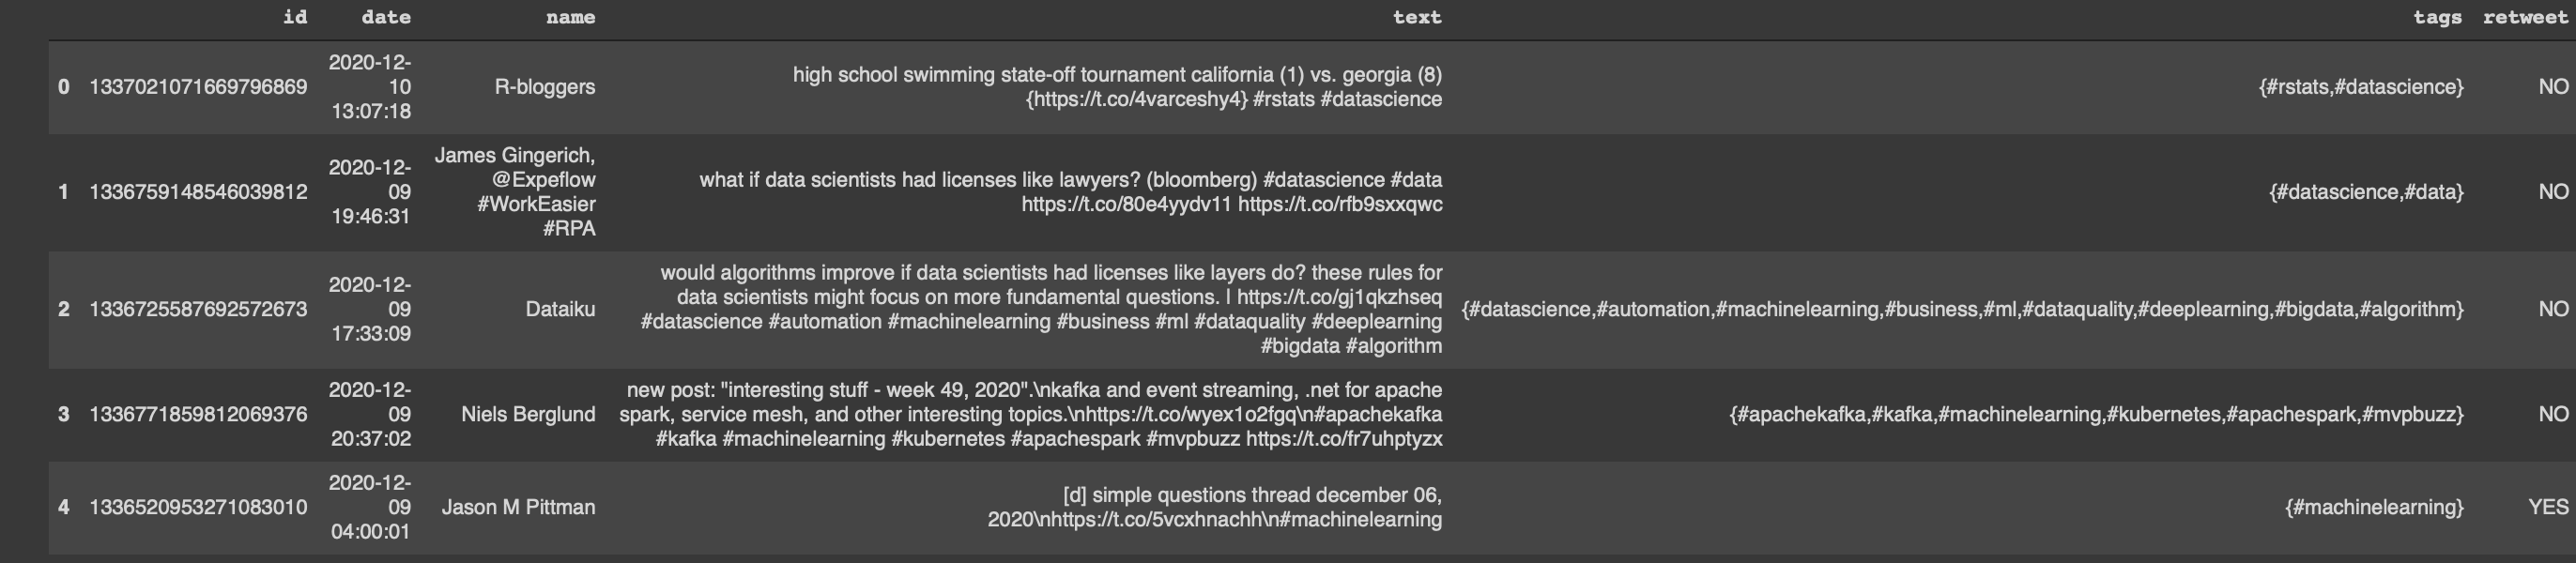 id date name text tags retweet
0 1337021071669796869 2020-12-10 13:07:18 R-bloggers high school swimming state-off tournament california (1) vs. georgia (8) {https://t.co/4varceshy4} #rstats #datascience {#rstats,#datascience} NO
1 1336759148546039812 2020-12-09 19:46:31 James Gingerich, @Expeflow #WorkEasier #RPA what if data scientists had licenses like lawyers? (bloomberg) #datascience #data https://t.co/80e4yydv11 https://t.co/rfb9sxxqwc {#datascience,#data} NO
2 1336725587692572673 2020-12-09 17:33:09 Dataiku would algorithms improve if data scientists had licenses like layers do? these rules for data scientists might focus on more fundamental questions. | https://t.co/gj1qkzhseq #datascience #automation #machinelearning #business #ml #dataquality #deeplearning #bigdata #algorithm {#datascience,#automation,#machinelearning,#business,#ml,#dataquality,#deeplearning,#bigdata,#algorithm} NO
3 1336771859812069376 2020-12-09 20:37:02 Niels Berglund new post: "interesting stuff - week 49, 2020".\nkafka and event streaming, .net for apache spark, service mesh, and other interesting topics.\nhttps://t.co/wyex1o2fgq\n#apachekafka #kafka #machinelearning #kubernetes #apachespark #mvpbuzz https://t.co/fr7uhptyzx {#apachekafka,#kafka,#machinelearning,#kubernetes,#apachespark,#mvpbuzz} NO
4 1336520953271083010 2020-12-09 04:00:01 Jason M Pittman [d] simple questions thread december 06, 2020\nhttps://t.co/5vcxhnachh\n#machinelearning {#machinelearning} YES